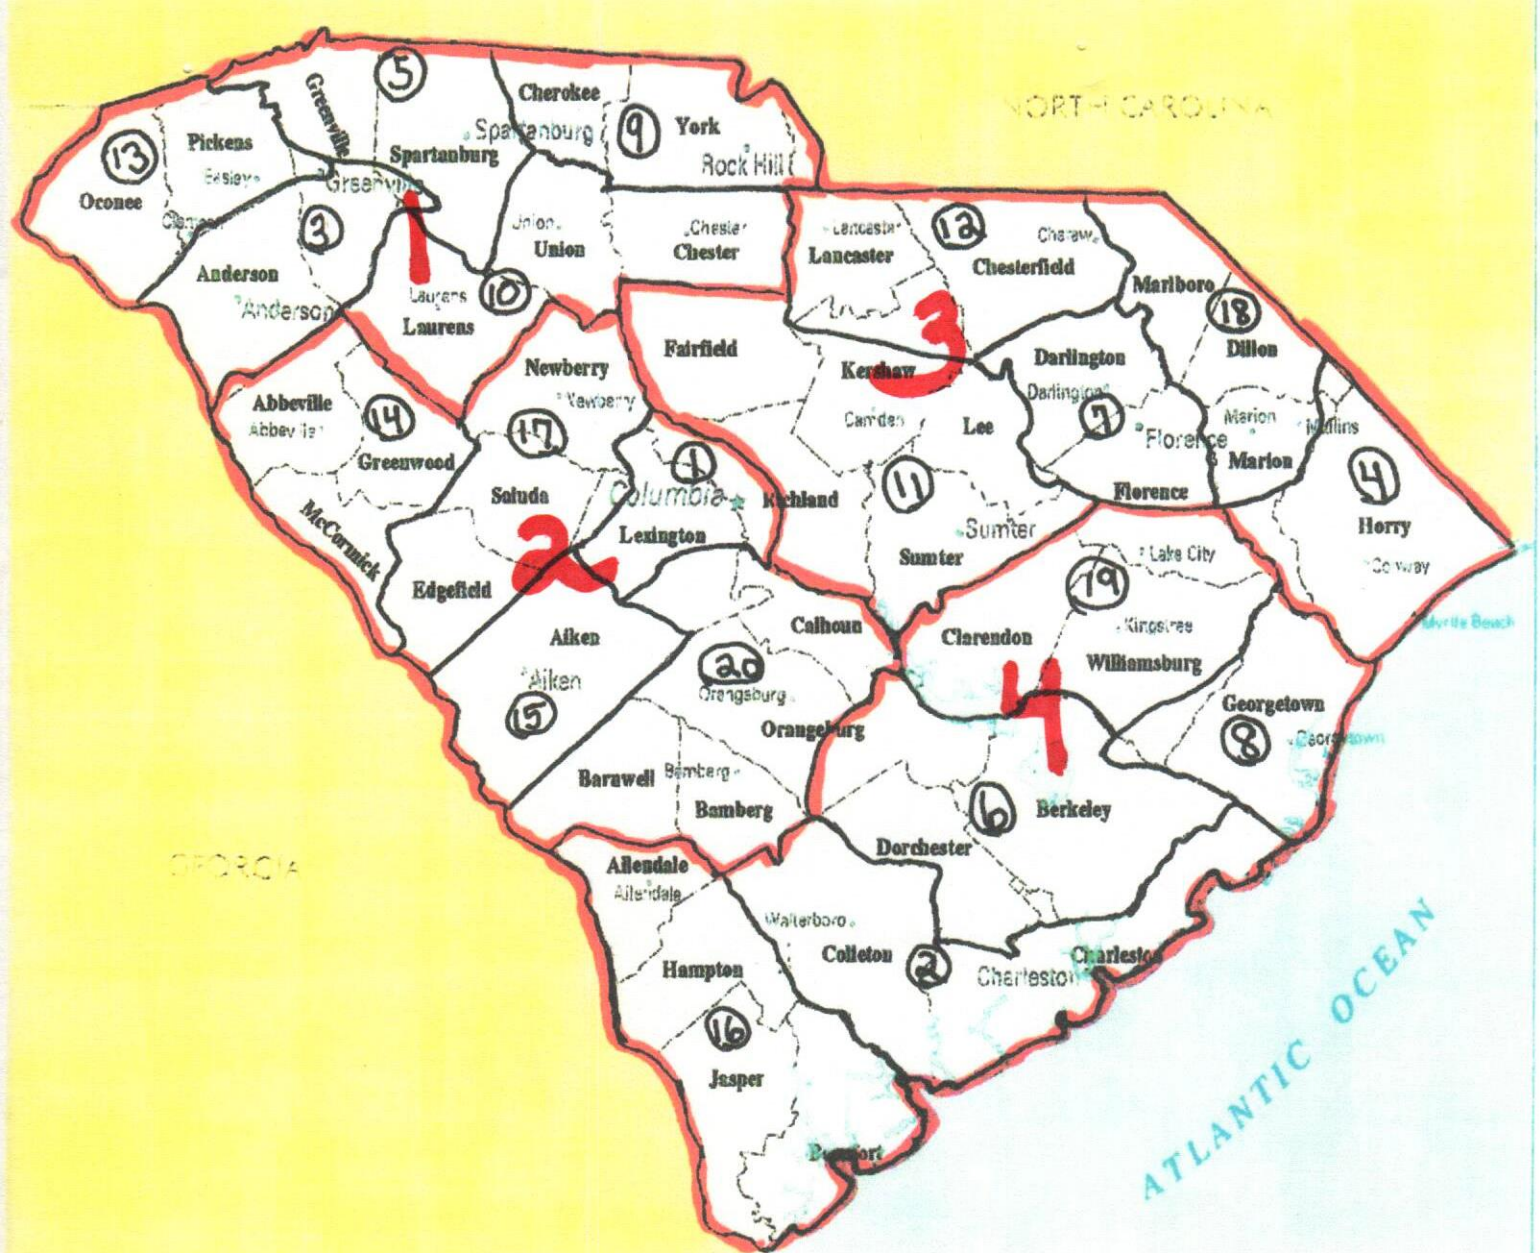 5
Cherokee
NORTH CAROLINA
Greenville
9
York
Spartanburg
13
Pickens
Spartanburg
Rock Hill
Easley
Greenville
Oconee
3
Union
Chester
Lancaster
12
Cheraw
Union
Chester
Lancaster
Chesterfield
Anderson
1
Marlboro
Anderson
Laurens
10
18
Laurens
3
Newberry
Fairfield
Darlington
Dillon
Kershaw
Abbeville
14
Newberry
Darlington
Abbeville
Camden
Lee
7
Marion
Mullins
17
Florence
Greenwood
1
Marion
4
Saluda
Columbia
Richland
11
Florence
McCormick
Lexington
Sumter
Horry
2
Sumter
Lake City
Conway
Edgefield
19
Aiken
Calhoun
Clarendon
Kingstree
Myrtle Beach
Aiken
20
Williamsburg
15
Orangeburg
4
Georgetown
Orangeburg
8
Georgetown
Barnwell
Bamberg
Bamberg
6
Berkeley
GEORGIA
Allendale
Dorchester
Allendale
Walterboro
Colleton
2
Charleston
Charleston
Hampton
16
Jasper
Beaufort
ATLANTIC OCEAN